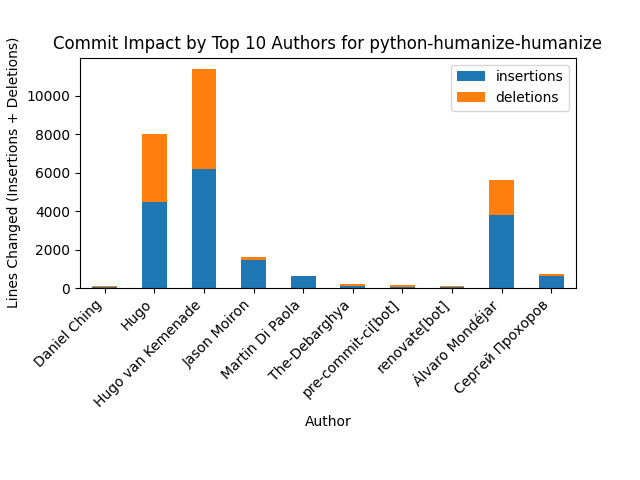 Commit Impact by Top 10 Authors for python-humanize-humanize
Lines Changed (Insertions + Deletions)
10000
8000
6000
4000
2000
0
insertions
deletions
Daniel Ching
Hugo
Hugo van Kemenade
Jason Moiron
Martin Di Paola
The-Debarghya
pre-commit-ci[bot]
renovate[bot]
Álvaro Mondéjar
Сергей Прохоров
Author